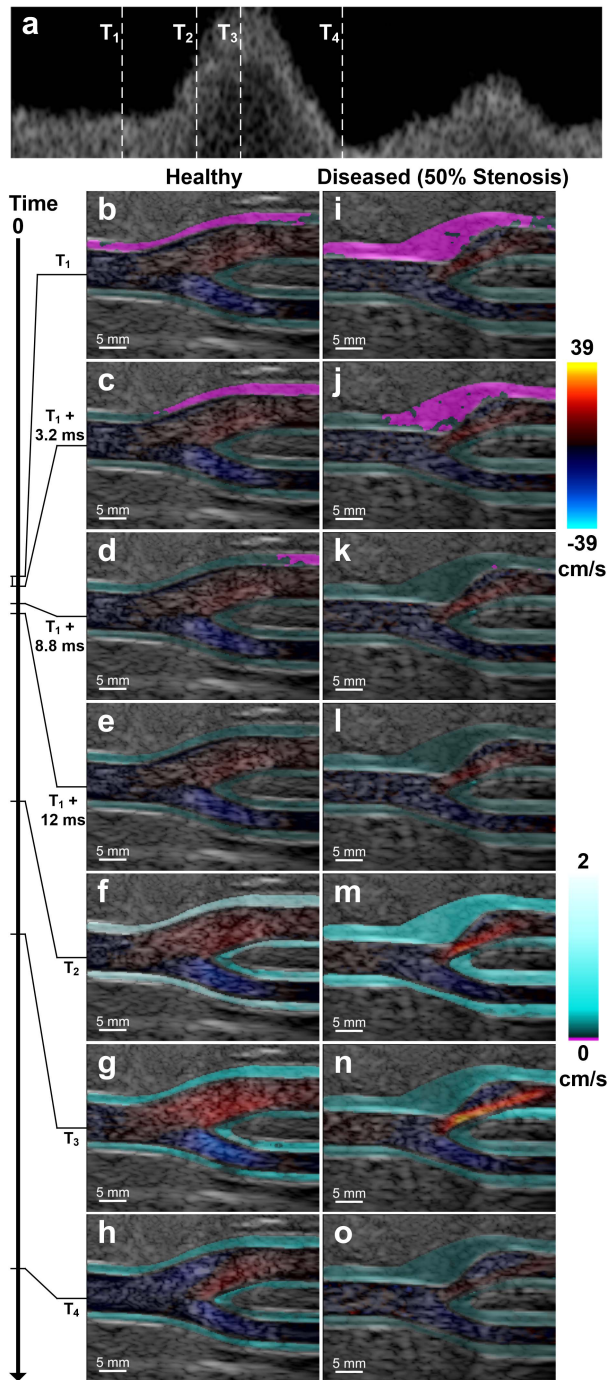 a
T1 T2 T3 T4
Healthy
Diseased (50% Stenosis)
Time
0
T1
T1 +
3.2 ms
T1 +
8.8 ms
T1 +
12 ms
T2
T3
T4
b
5 mm
i
5 mm
c
5 mm
j
5 mm
d
5 mm
k
5 mm
e
5 mm
l
5 mm
f
5 mm
m
5 mm
g
5 mm
n
5 mm
h
5 mm
o
5 mm
39
-39
cm/s
2
0
cm/s